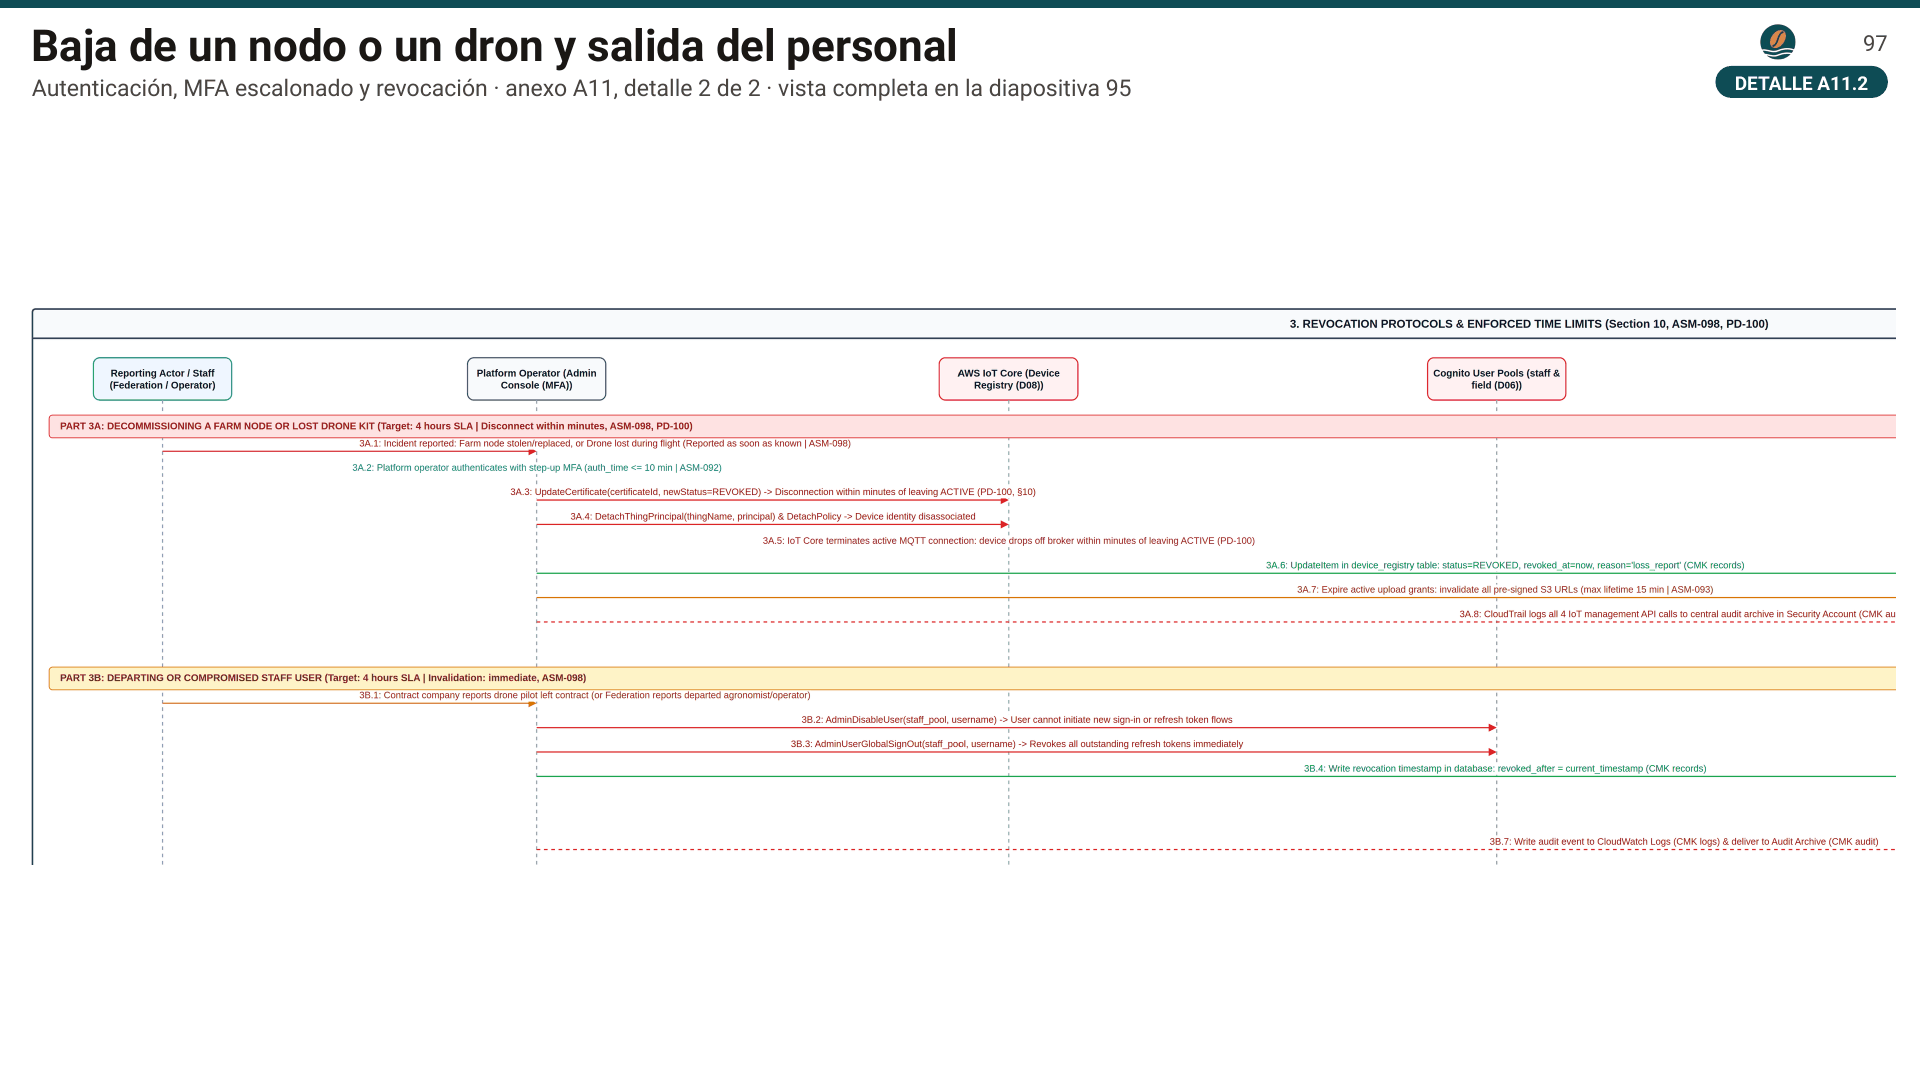 Baja de un nodo o un dron y salida del personal
97
Autenticación, MFA escalonado y revocación · anexo A11, detalle 2 de 2 · vista completa en la diapositiva 95
DETALLE A11.2
3. REVOCATION PROTOCOLS & ENFORCED TIME LIMITS (Section 10, ASM-098, PD-100)
Reporting Actor / Staff
(Federation / Operator)
Platform Operator (Admin
Console (MFA))
AWS IoT Core (Device
Registry (D08))
Cognito User Pools (staff &
field (D06))
PART 3A: DECOMMISSIONING A FARM NODE OR LOST DRONE KIT (Target: 4 hours SLA | Disconnect within minutes, ASM-098, PD-100)
3A.1: Incident reported: Farm node stolen/replaced, or Drone lost during flight (Reported as soon as known | ASM-098)
3A.2: Platform operator authenticates with step-up MFA (auth_time <= 10 min | ASM-092)
3A.3: UpdateCertificate(certificateId, newStatus=REVOKED) -> Disconnection within minutes of leaving ACTIVE (PD-100, §10)
3A.4: DetachThingPrincipal(thingName, principal) & DetachPolicy -> Device identity disassociated
3A.5: IoT Core terminates active MQTT connection: device drops off broker within minutes of leaving ACTIVE (PD-100)
3A.6: UpdateItem in device_registry table: status=REVOKED, revoked_at=now, reason='loss_report' (CMK records)
3A.7: Expire active upload grants: invalidate all pre-signed S3 URLs (max lifetime 15 min | ASM-093)
3A.8: CloudTrail logs all 4 IoT management API calls to central audit archive in Security Account (CMK au
PART 3B: DEPARTING OR COMPROMISED STAFF USER (Target: 4 hours SLA | Invalidation: immediate, ASM-098)
3B.1: Contract company reports drone pilot left contract (or Federation reports departed agronomist/operator)
3B.2: AdminDisableUser(staff_pool, username) -> User cannot initiate new sign-in or refresh token flows
3B.3: AdminUserGlobalSignOut(staff_pool, username) -> Revokes all outstanding refresh tokens immediately
3B.4: Write revocation timestamp in database: revoked_after = current_timestamp (CMK records)
3B.7: Write audit event to CloudWatch Logs (CMK logs) & deliver to Audit Archive (CMK audit)